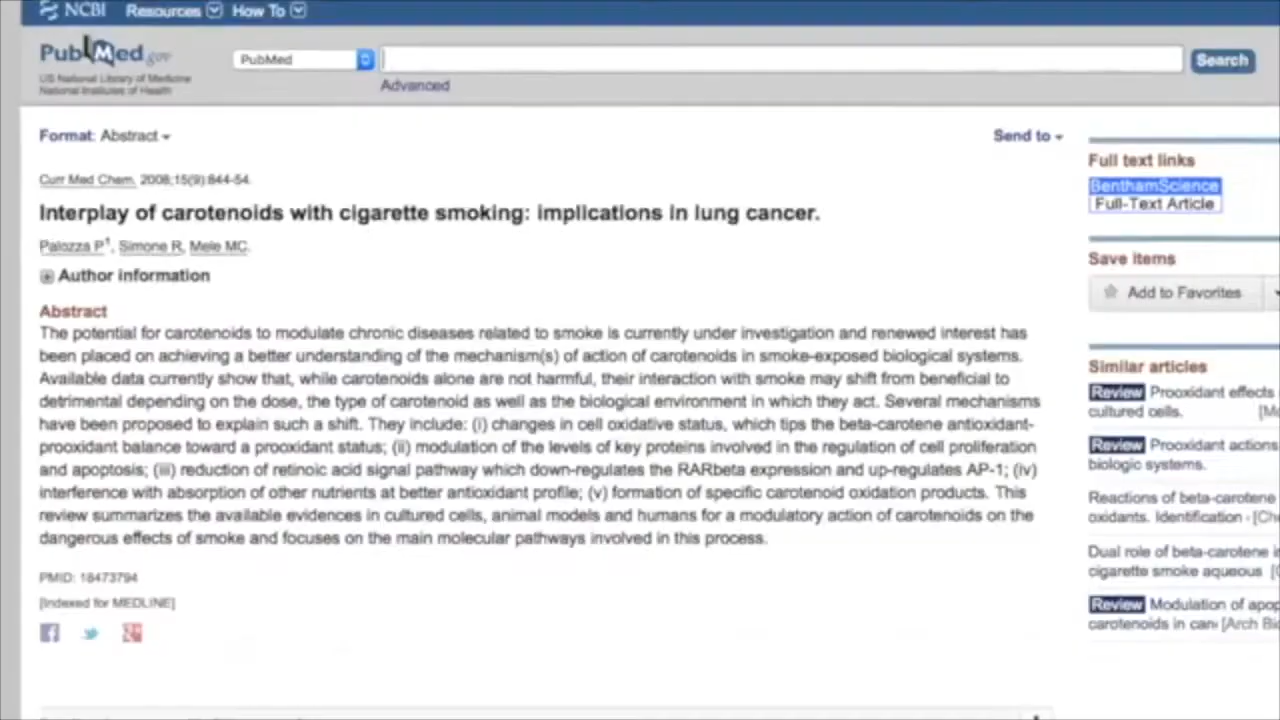 NCBI Resources How To
PubMed.gov
US National Library of Medicine
National Institutes of Health
PubMed
Search
Advanced
Format: Abstract
Send to
Curr Med Chem. 2008;15(9):844-54.
Interplay of carotenoids with cigarette smoking: implications in lung cancer.
Palozza P1, Simone R, Mele MC.
Author information
Abstract
The potential for carotenoids to modulate chronic diseases related to smoke is currently under investigation and renewed interest has
been placed on achieving a better understanding of the mechanism(s) of action of carotenoids in smoke-exposed biological systems.
Available data currently show that, while carotenoids alone are not harmful, their interaction with smoke may shift from beneficial to
detrimental depending on the dose, the type of carotenoid as well as the biological environment in which they act. Several mechanisms
have been proposed to explain such a shift. They include: (i) changes in cell oxidative status, which tips the beta-carotene antioxidant-
prooxidant balance toward a prooxidant status; (ii) modulation of the levels of key proteins involved in the regulation of cell proliferation
and apoptosis; (iii) reduction of retinoic acid signal pathway which down-regulates the RARbeta expression and up-regulates AP-1; (iv)
interference with absorption of other nutrients at better antioxidant profile; (v) formation of specific carotenoid oxidation products. This
review summarizes the available evidences in cultured cells, animal models and humans for a modulatory action of carotenoids on the
dangerous effects of smoke and focuses on the main molecular pathways involved in this process.
PMID: 18473794
[Indexed for MEDLINE]
Full text links
BenthamScience
Full-Text Article
Save items
Add to Favorites
Similar articles
Review Prooxidant effects
cultured cells. [M
Review Prooxidant actions
biologic systems.
Reactions of beta-carotene
oxidants. Identification - [Ch
Dual role of beta-carotene i
cigarette smoke aqueous [C
Review Modulation of apop
carotenoids in can [Arch Bi